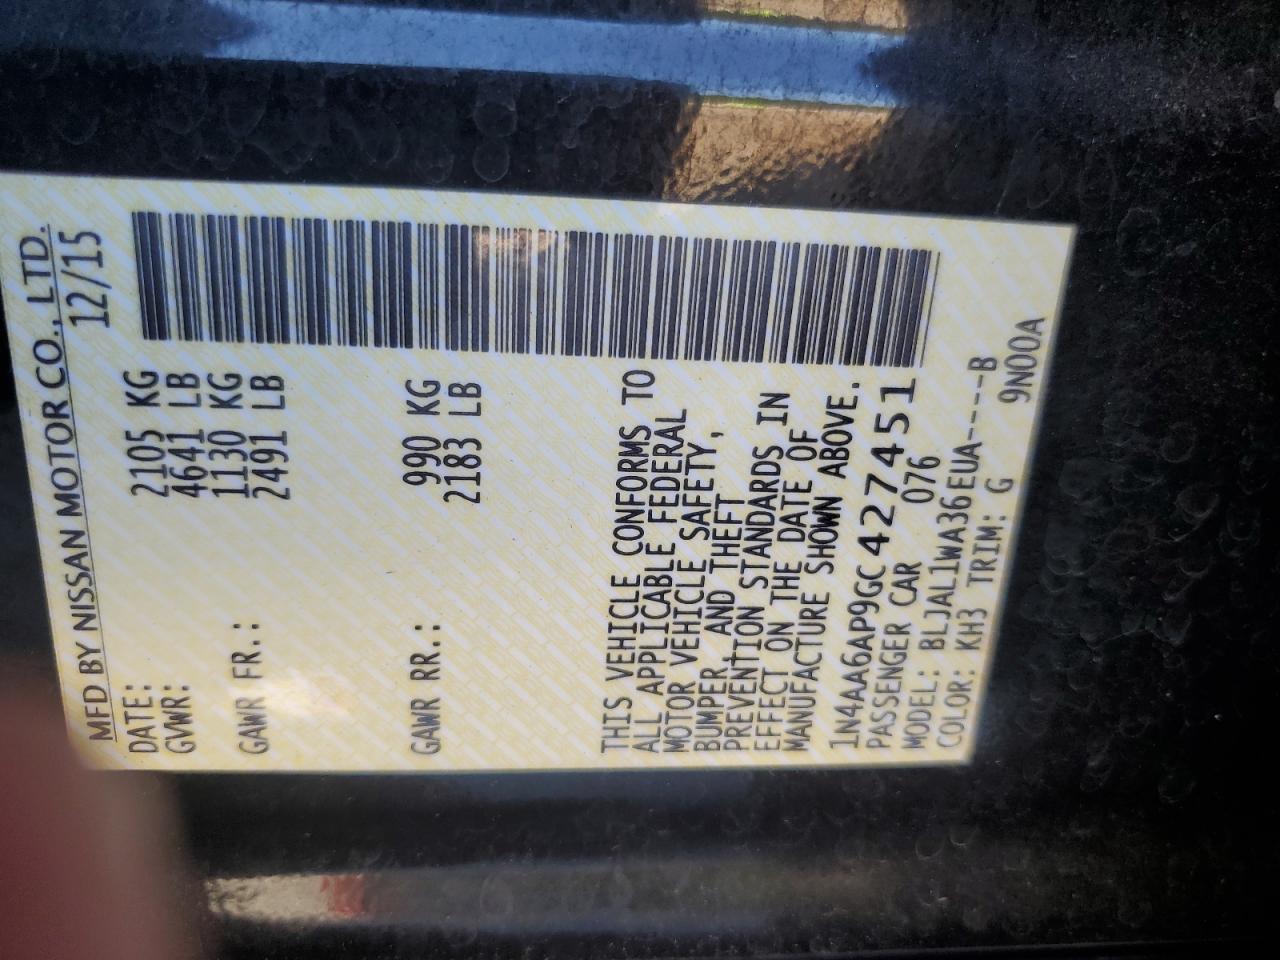 MFD BY NISSAN MOTOR CO., LTD.
DATE: 12/15
GVWR: 2105 KG
4641 LB
GAWR FR.: 1130 KG
2491 LB
GAWR RR.: 990 KG
2183 LB
THIS VEHICLE CONFORMS TO
ALL APPLICABLE FEDERAL
MOTOR VEHICLE SAFETY,
BUMPER, AND THEFT
PREVENTION STANDARDS IN
EFFECT ON THE DATE OF
MANUFACTURE SHOWN ABOVE.
1N4AA6AP9GC427451
PASSENGER CAR 076
MODEL: BLJAL1WA36EUA----B
COLOR: KH3 TRIM: G 9N00A